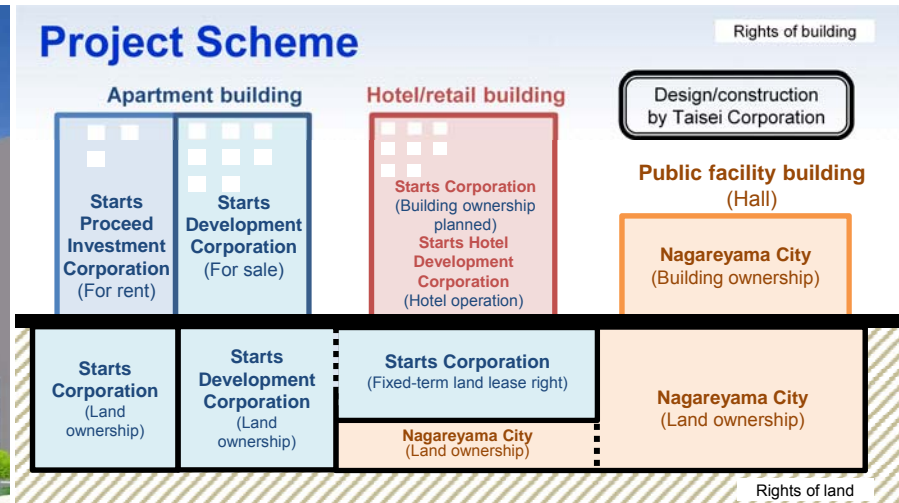 Project Scheme
Rights of building
Apartment building
Hotel/retail building
Design/construction
by Taisei Corporation
Starts
Proceed
Investment
Corporation
(For rent)
Starts
Development
Corporation
(For sale)
Starts Corporation
(Building ownership
planned)
Starts Hotel
Development
Corporation
(Hotel operation)
Public facility building
(Hall)
Nagareyama City
(Building ownership)
Starts
Corporation
(Land
ownership)
Starts
Development
Corporation
(Land
ownership)
Starts Corporation
(Fixed-term land lease right)
Nagareyama City
(Land ownership)
Nagareyama City
(Land ownership)
Rights of land